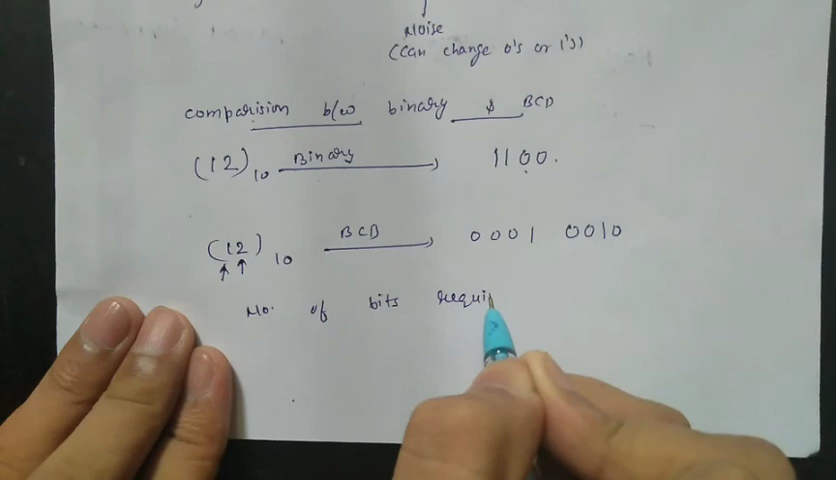 Noise
(Can change 0's or 1's)
comparision b/w binary & BCD
(12)10 Binary 1100.
(12)10 BCD 0001 0010
No. of bits requi